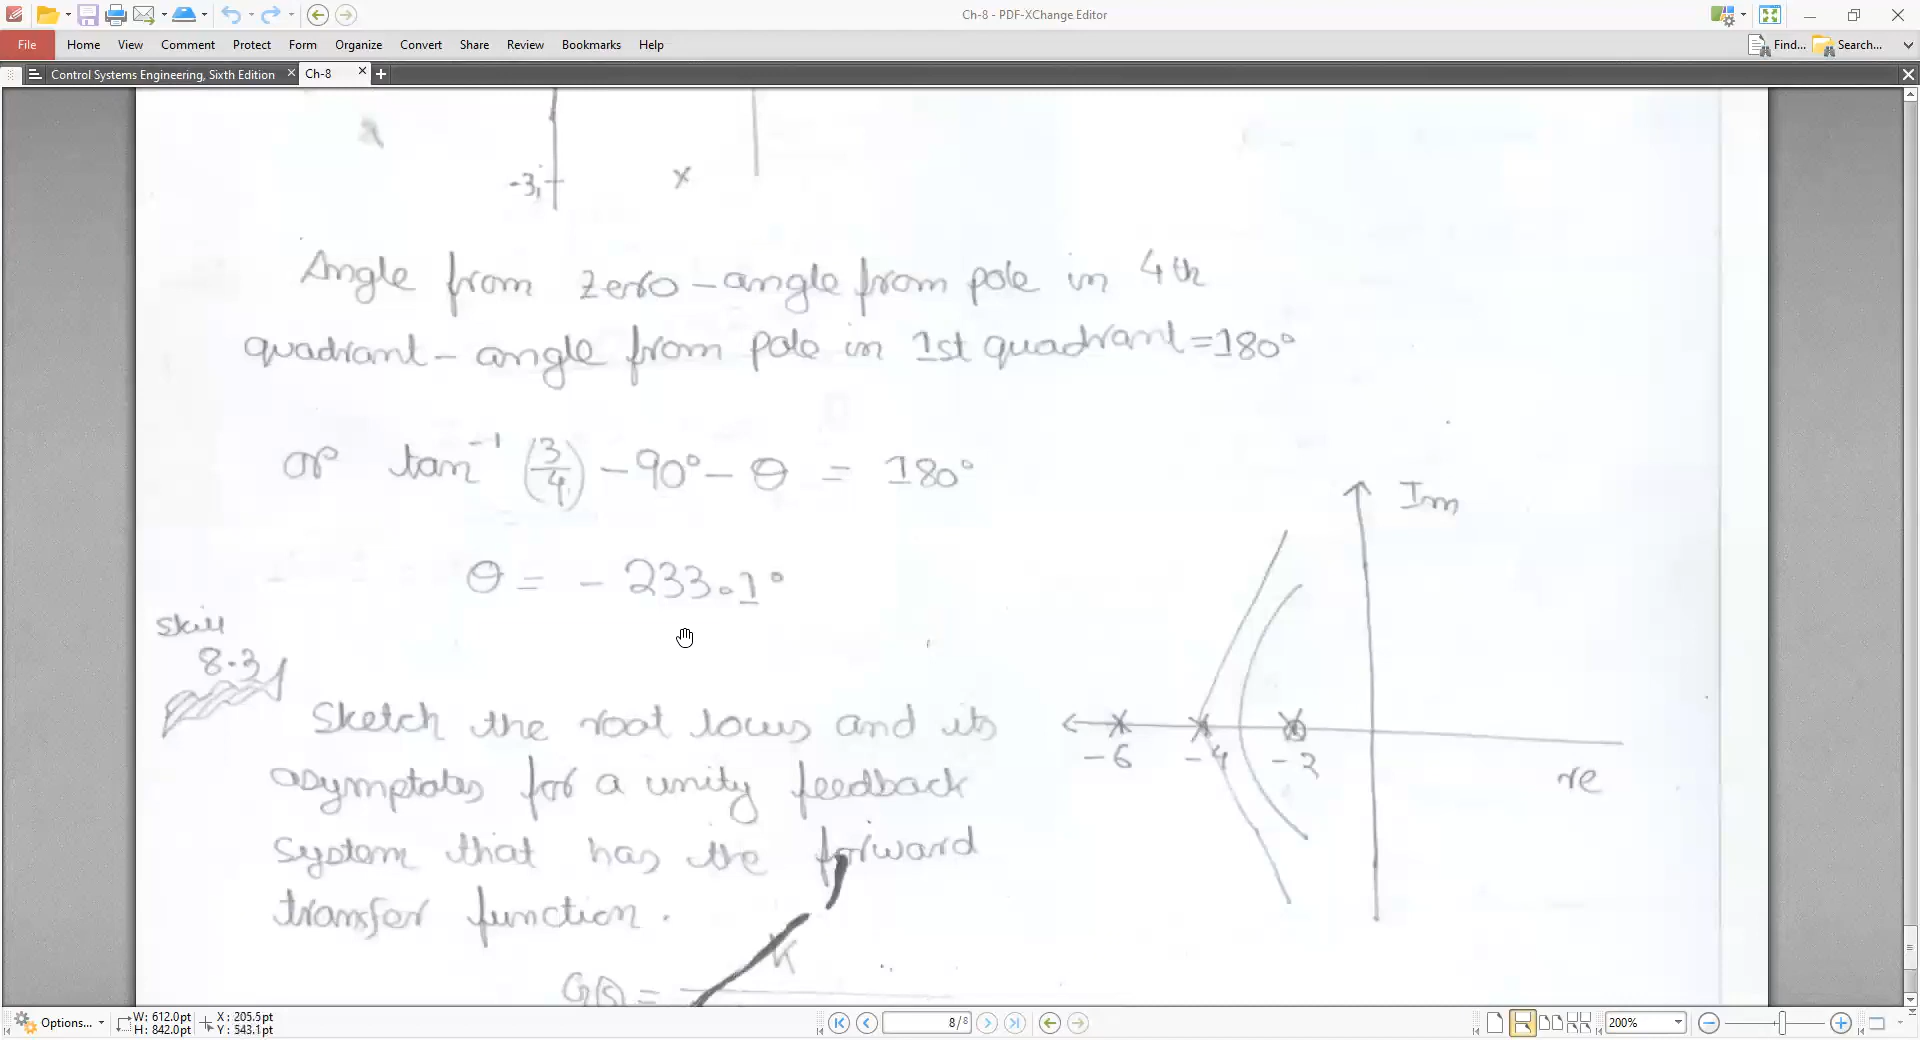 Ch-8 - PDF-XChange Editor
File Home View Comment Protect Form Organize Convert Share Review Bookmarks Help
Find... Search...
Control Systems Engineering, Sixth Edition Ch-8
-3
x
Angle from zero - angle from pole in 4th
quadrant - angle from pole in 1st quadrant = 180°
or tan⁻¹ (3/4) - 90° - θ = 180°
θ = - 233.1°
Skill
8.3
Sketch the root locus and its
asymptotes for a unity feedback
system that has the forward
transfer function.
K
G(s) =
Im
-6 -4 -2
re
Options...
W: 612.0pt
H: 842.0pt
X: 205.5pt
Y: 543.1pt
8/8
200%